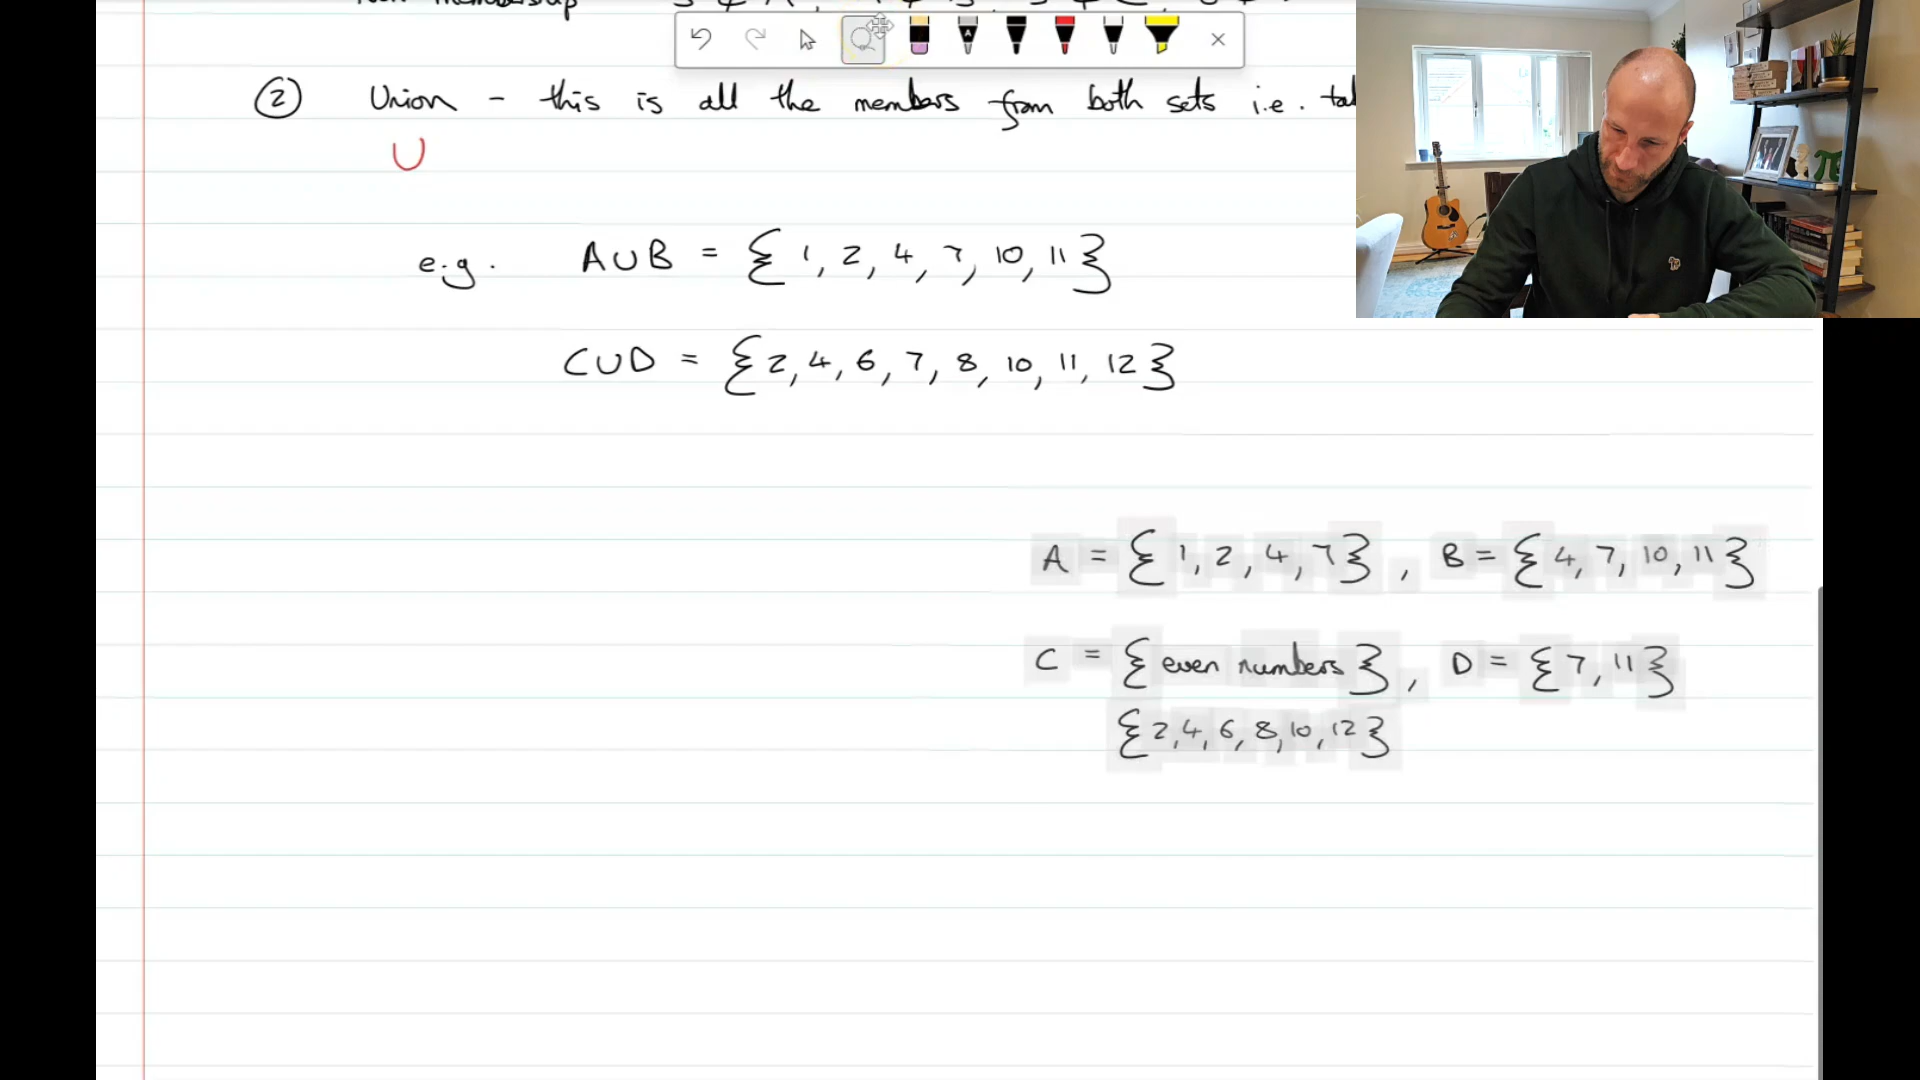 ② Union - this is all the members from both sets i.e.
∪
e.g. A∪B = {1, 2, 4, 7, 10, 11}
C∪D = {2, 4, 6, 7, 8, 10, 11, 12}
A = {1, 2, 4, 7}, B = {4, 7, 10, 11}
C = {even numbers}, D = {7, 11}
{2, 4, 6, 8, 10, 12}